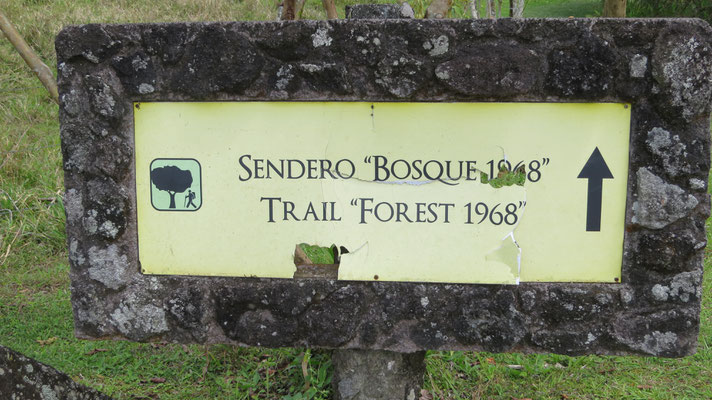 SENDERO “BOSQUE 1968”
TRAIL “FOREST 1968”